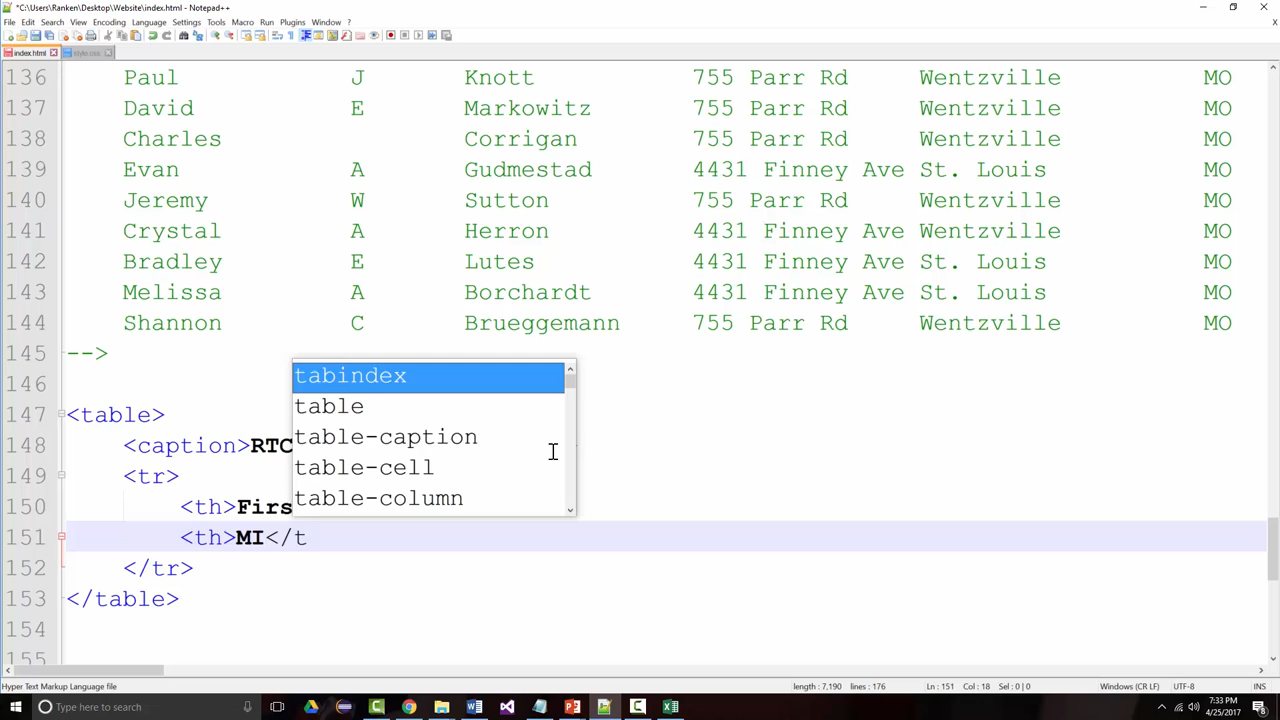 *C:\Users\Ranken\Desktop\Website\index.html - Notepad++
File Edit Search View Encoding Language Settings Tools Macro Run Plugins Window ? X
index.html style.css
136 Paul J Knott 755 Parr Rd Wentzville MO
137 David E Markowitz 755 Parr Rd Wentzville MO
138 Charles Corrigan 755 Parr Rd Wentzville MO
139 Evan A Gudmestad 4431 Finney Ave St. Louis MO
140 Jeremy W Sutton 755 Parr Rd Wentzville MO
141 Crystal A Herron 4431 Finney Ave Wentzville MO
142 Bradley E Lutes 4431 Finney Ave St. Louis MO
143 Melissa A Borchardt 4431 Finney Ave St. Louis MO
144 Shannon C Brueggemann 755 Parr Rd Wentzville MO
145 -->
146 tabindex
147 <table> table
148 <caption>RTC table-caption
149 <tr> table-cell
150 <th>Firs table-column
151 <th>MI</t
152 </tr>
153 </table>
154
155
Hyper Text Markup Language file length : 7,190 lines : 176 Ln : 151 Col : 18 Sel : 0 | 0 Windows (CR LF) UTF-8 INS
Type here to search 7:33 PM
4/25/2017